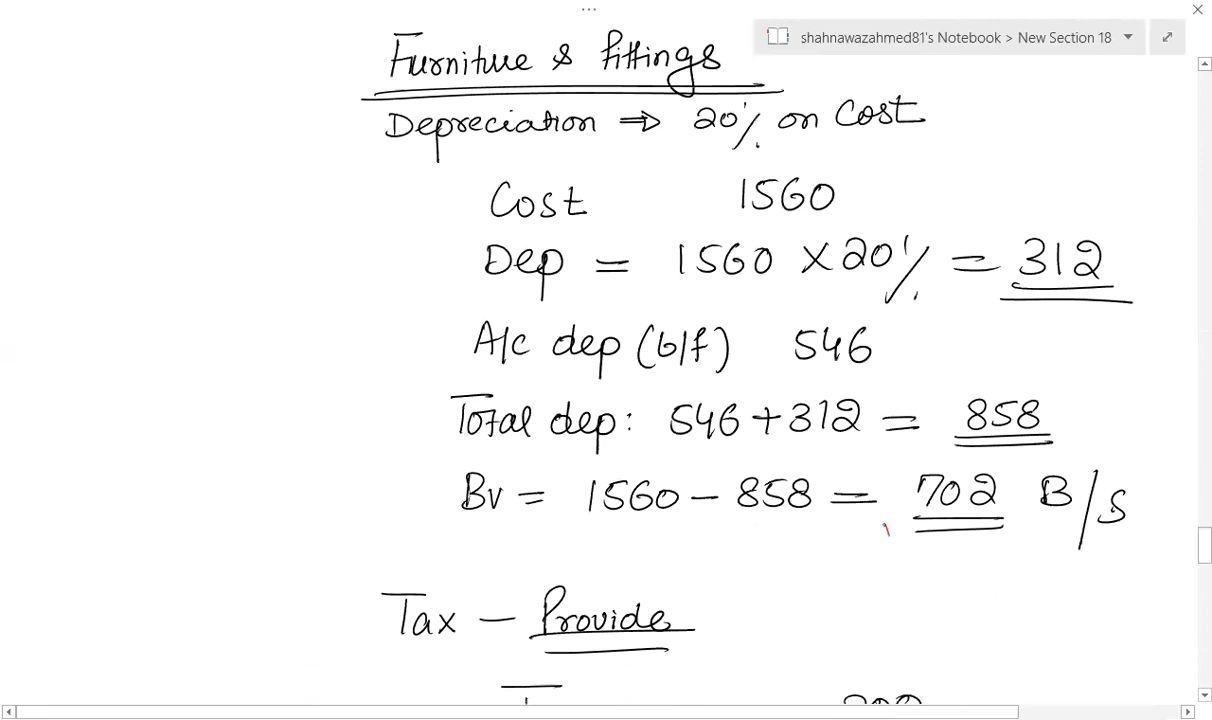 shahnawazahmed81's Notebook > New Section 18
Furniture & fittings
Depreciation ⇒ 20% on Cost
Cost 1560
Dep = 1560 × 20% = 312
A/c dep (b/f) 546
Total dep: 546 + 312 = 858
BV = 1560 - 858 = 702 B/S
Tax - Provide